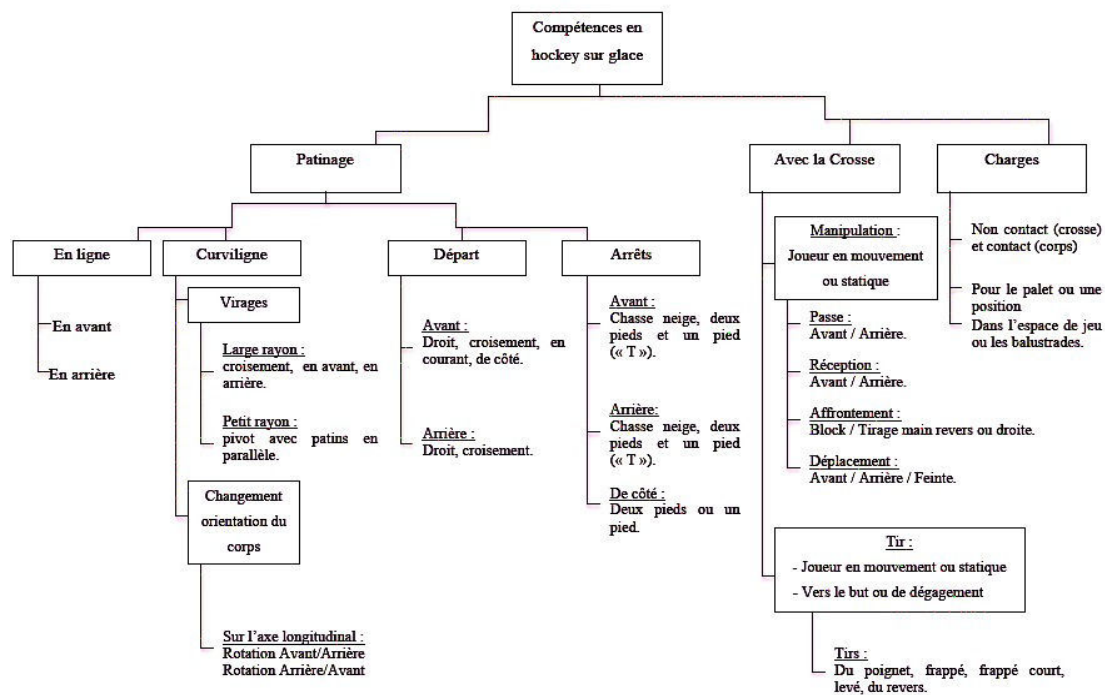 Compétences en
hockey sur glace
Patinage
Avec la Crosse
Charges
En ligne
En avant
En arrière
Curviligne
Virages
Large rayon :
croisement, en avant, en
arrière.
Petit rayon :
pivot avec patins en
parallèle.
Changement
orientation du
corps
Sur l'axe longitudinal :
Rotation Avant/Arrière
Rotation Arrière/Avant
Départ
Avant :
Droit, croisement, en
courant, de côté.
Arrière :
Droit, croisement.
Arrêts
Avant :
Chasse neige, deux
pieds et un pied
(« T »).
Arrière:
Chasse neige, deux
pieds et un pied
(« T »).
De côté :
Deux pieds ou un
pied.
Manipulation :
Joueur en mouvement
ou statique
Passe :
Avant / Arrière.
Réception :
Avant / Arrière.
Affrontement :
Block / Tirage main revers ou droite.
Déplacement :
Avant / Arrière / Feinte.
Tir :
- Joueur en mouvement ou statique
- Vers le but ou de dégagement
Tirs :
Du poignet, frappé, frappé court,
levé, du revers.
Non contact (crosse)
et contact (corps)
Pour le palet ou une
position
Dans l'espace de jeu
ou les balustrades.